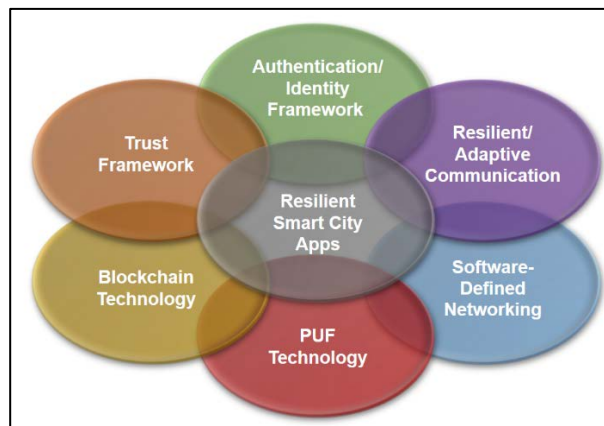 Authentication/
Identity
Framework
Trust
Framework
Resilient/
Adaptive
Communication
Resilient
Smart City
Apps
Blockchain
Technology
Software-
Defined
Networking
PUF
Technology